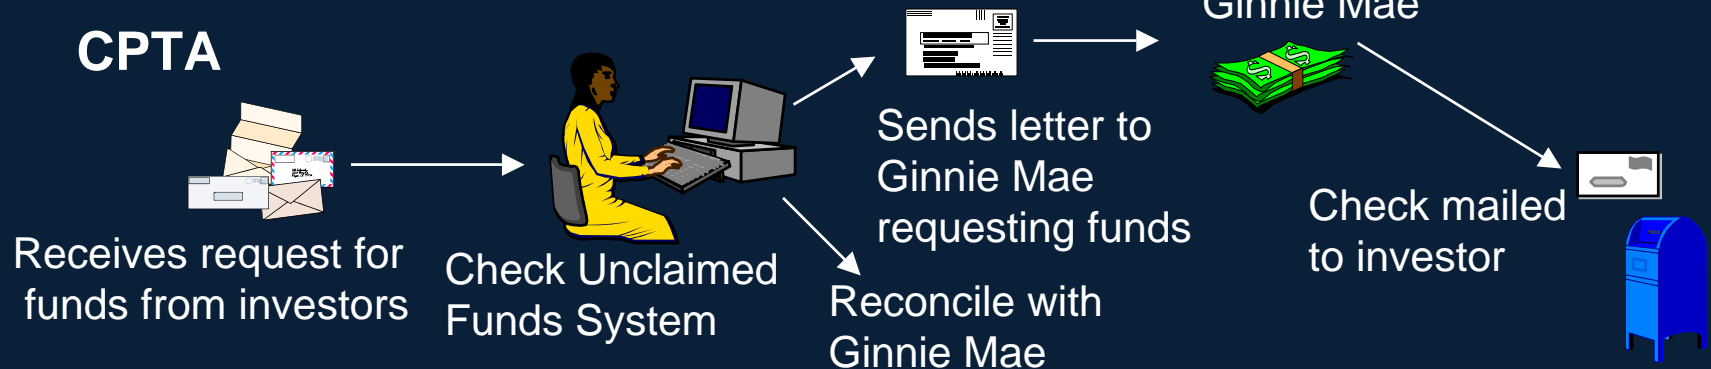 CPTA
Receives request for
funds from investors
Check Unclaimed
Funds System
Sends letter to
Ginnie Mae
requesting funds
Reconcile with
Ginnie Mae
Ginnie Mae
Check mailed
to investor